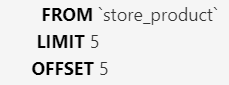 FROM `store_product`
LIMIT 5
OFFSET 5